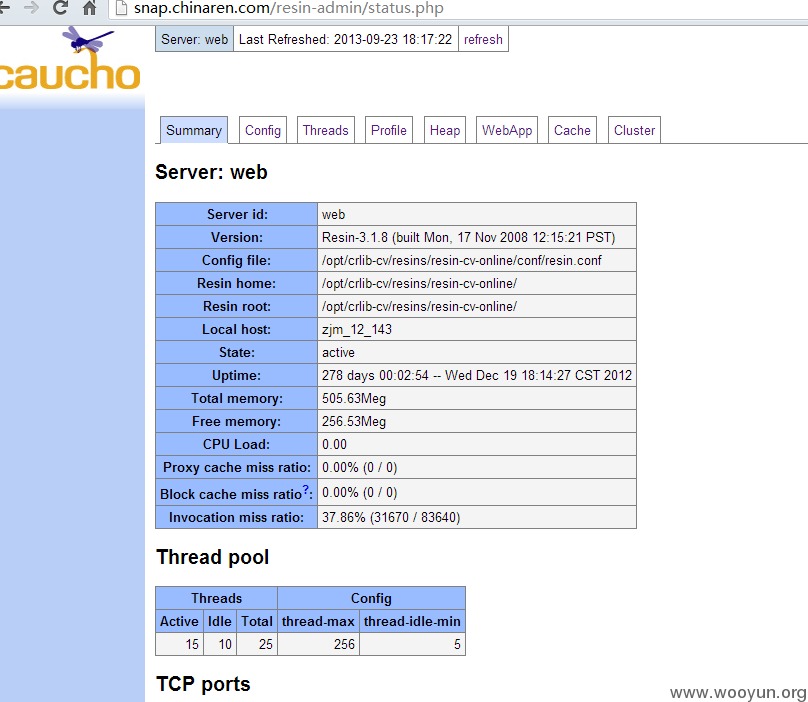 snap.chinaren.com/resin-admin/status.php
Server: web Last Refreshed: 2013-09-23 18:17:22 refresh
caucho
Summary Config Threads Profile Heap WebApp Cache Cluster
Server: web
Server id: web
Version: Resin-3.1.8 (built Mon, 17 Nov 2008 12:15:21 PST)
Config file: /opt/crlib-cv/resins/resin-cv-online/conf/resin.conf
Resin home: /opt/crlib-cv/resins/resin-cv-online/
Resin root: /opt/crlib-cv/resins/resin-cv-online/
Local host: zjm_12_143
State: active
Uptime: 278 days 00:02:54 -- Wed Dec 19 18:14:27 CST 2012
Total memory: 505.63Meg
Free memory: 256.53Meg
CPU Load: 0.00
Proxy cache miss ratio: 0.00% (0 / 0)
Block cache miss ratio?: 0.00% (0 / 0)
Invocation miss ratio: 37.86% (31670 / 83640)
Thread pool
Threads Config
Active Idle Total thread-max thread-idle-min
15 10 25 256 5
TCP ports
www.wooyun.org